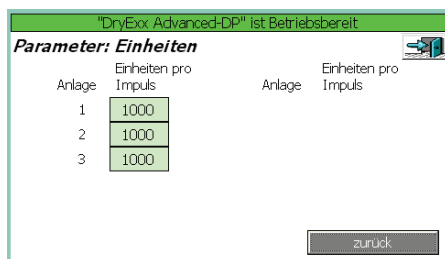 "DryExx Advanced-DP" ist Betriebsbereit
Parameter: Einheiten
Einheiten pro Einheiten pro
Anlage Impuls Anlage Impuls
1 1000
2 1000
3 1000
zurück